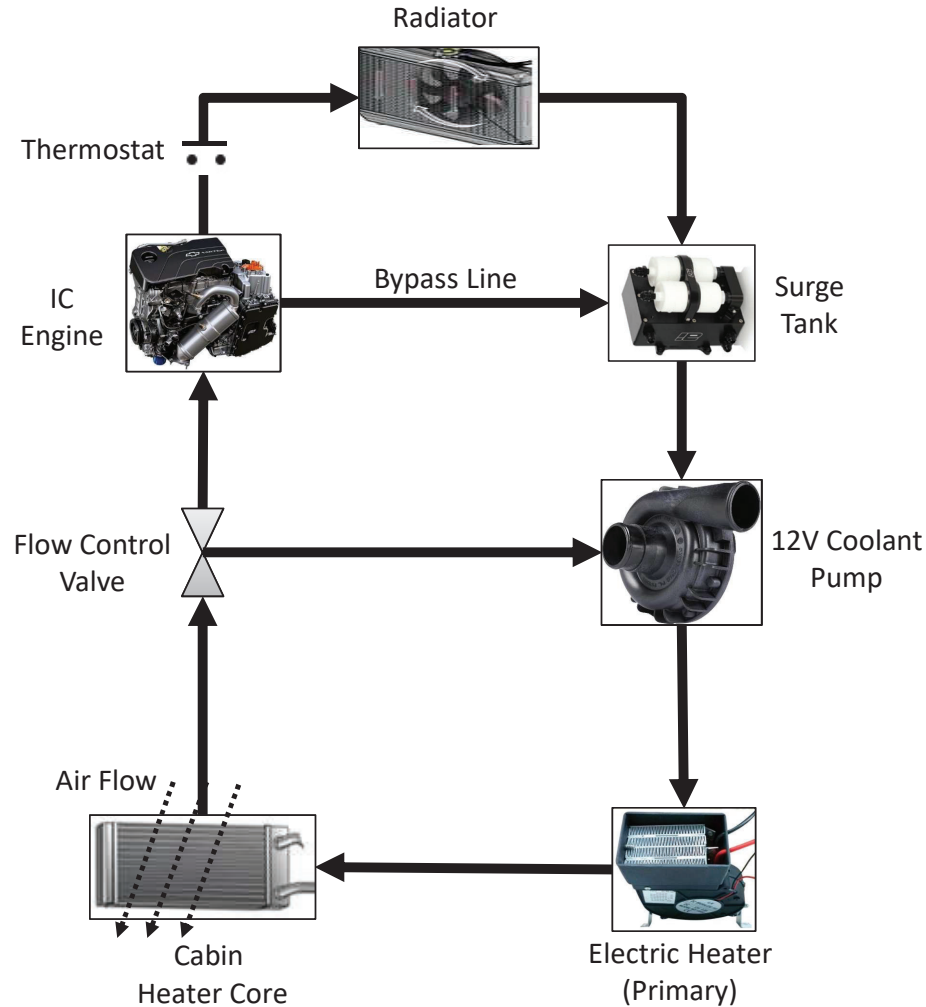 Radiator
Thermostat
IC
Engine
Bypass Line
Surge
Tank
Flow Control
Valve
12V Coolant
Pump
Air Flow
Cabin
Heater Core
Electric Heater
(Primary)